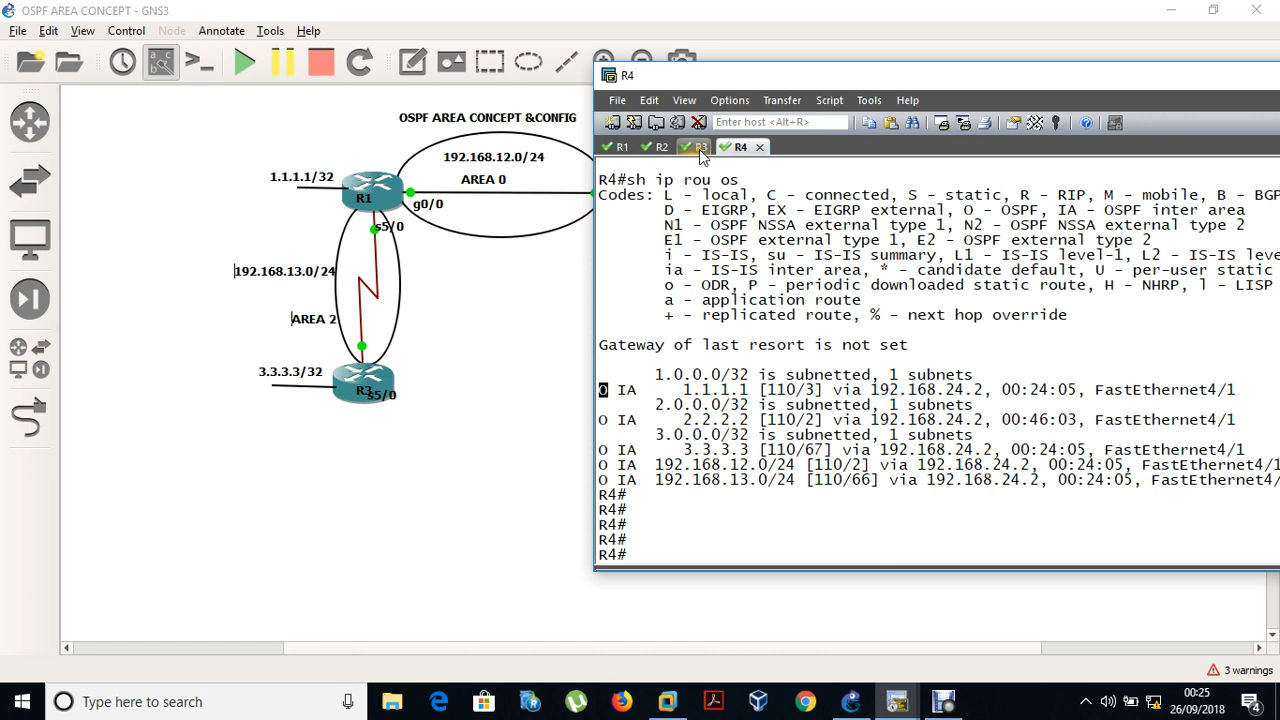 OSPF AREA CONCEPT - GNS3
File Edit View Control Node Annotate Tools Help
OSPF AREA CONCEPT &CONFIG
192.168.12.0/24
1.1.1.1/32
AREA 0
R1
g0/0
s5/0
192.168.13.0/24
AREA 2
3.3.3.3/32
R3
s5/0
R4
File Edit View Options Transfer Script Tools Help
Enter host <Alt+R>
R1 R2 R3 R4
R4#sh ip rou os
Codes: L - local, C - connected, S - static, R - RIP, M - mobile, B - BGP
D - EIGRP, EX - EIGRP external, O - OSPF, IA - OSPF inter area
N1 - OSPF NSSA external type 1, N2 - OSPF NSSA external type 2
E1 - OSPF external type 1, E2 - OSPF external type 2
i - IS-IS, su - IS-IS summary, L1 - IS-IS level-1, L2 - IS-IS leve
ia - IS-IS inter area, * - candidate default, U - per-user static
o - ODR, P - periodic downloaded static route, H - NHRP, l - LISP
a - application route
+ - replicated route, % - next hop override
Gateway of last resort is not set
1.0.0.0/32 is subnetted, 1 subnets
O IA 1.1.1.1 [110/3] via 192.168.24.2, 00:24:05, FastEthernet4/1
2.0.0.0/32 is subnetted, 1 subnets
O IA 2.2.2.2 [110/2] via 192.168.24.2, 00:46:03, FastEthernet4/1
3.0.0.0/32 is subnetted, 1 subnets
O IA 3.3.3.3 [110/67] via 192.168.24.2, 00:24:05, FastEthernet4/1
O IA 192.168.12.0/24 [110/2] via 192.168.24.2, 00:24:05, FastEthernet4/1
O IA 192.168.13.0/24 [110/66] via 192.168.24.2, 00:24:05, FastEthernet4/
R4#
R4#
R4#
R4#
R4#
3 warnings
Type here to search
00:25
26/09/2018
4